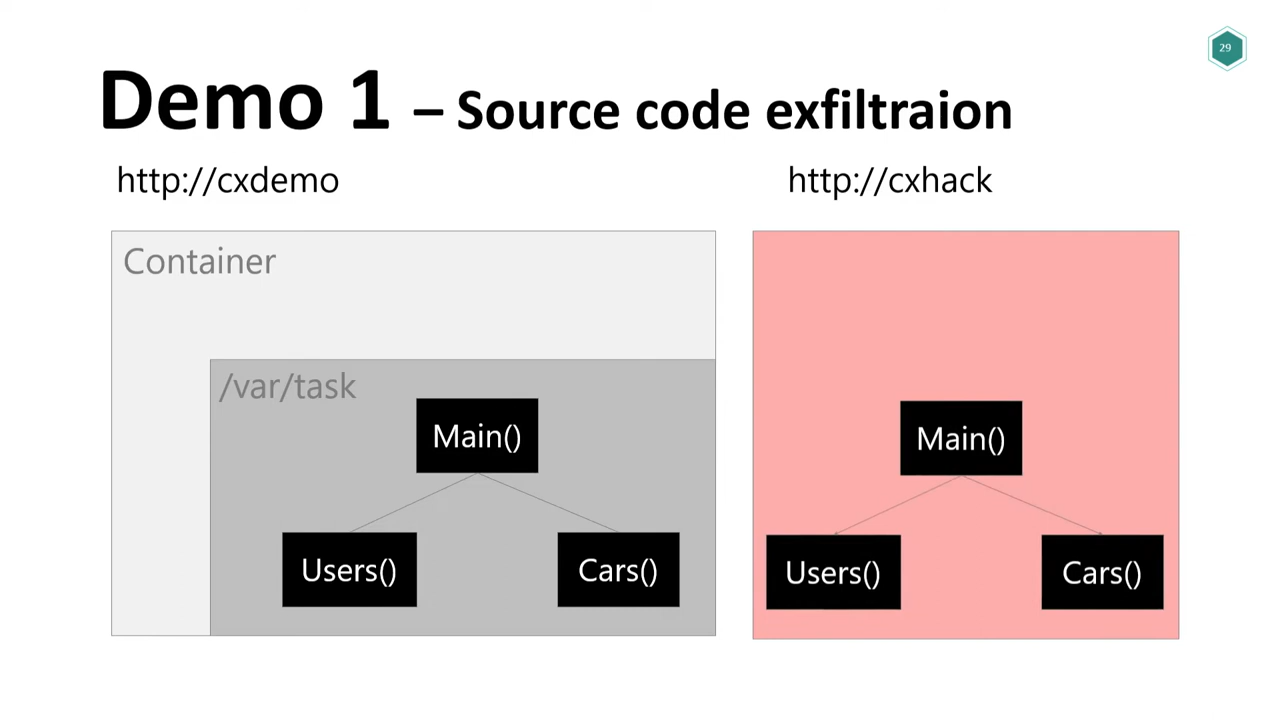 29
Demo 1 – Source code exfiltraion
http://cxdemo
http://cxhack
Container
/var/task
Main()
Users()
Cars()
Main()
Users()
Cars()